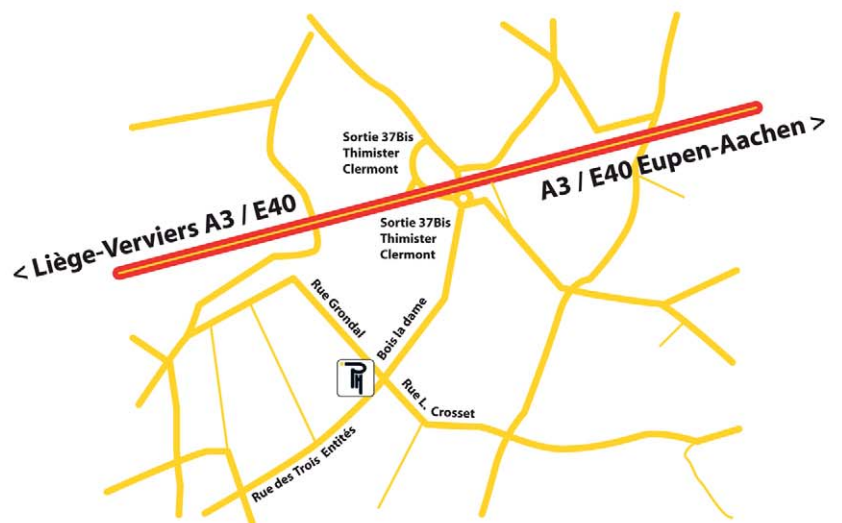 Sortie 37Bis
Thimister
Clermont
A3 / E40 Eupen-Aachen >
< Liège-Verviers A3 / E40
Sortie 37Bis
Thimister
Clermont
Rue Grondal
Bois la dame
Rue L. Crosset
Rue des Trois Entités